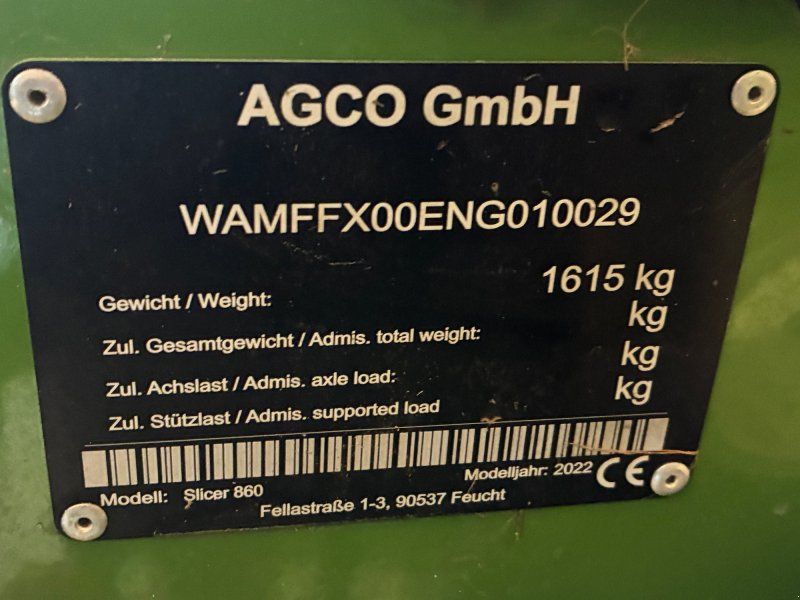 AGCO GmbH
WAMFFX00ENG010029
Gewicht / Weight: 1615 kg
Zul. Gesamtgewicht / Admis. total weight: kg
Zul. Achslast / Admis. axle load: kg
Zul. Stützlast / Admis. supported load kg
Modell: Slicer 860 Modelljahr: 2022 CE
Fellastraße 1-3, 90537 Feucht